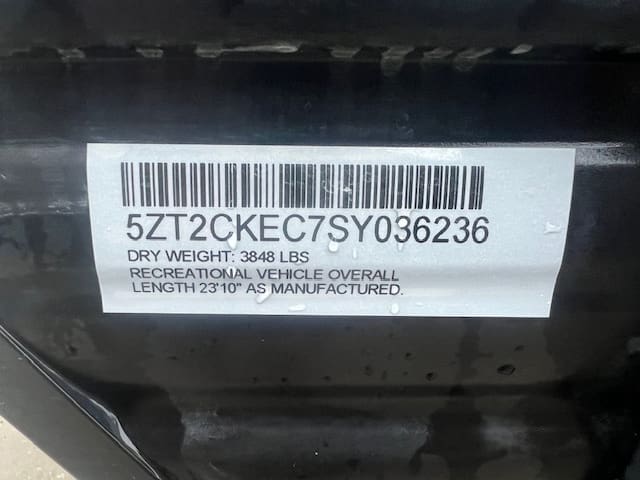 5ZT2CKEC7SY036236
DRY WEIGHT: 3848 LBS
RECREATIONAL VEHICLE OVERALL
LENGTH 23'10" AS MANUFACTURED.